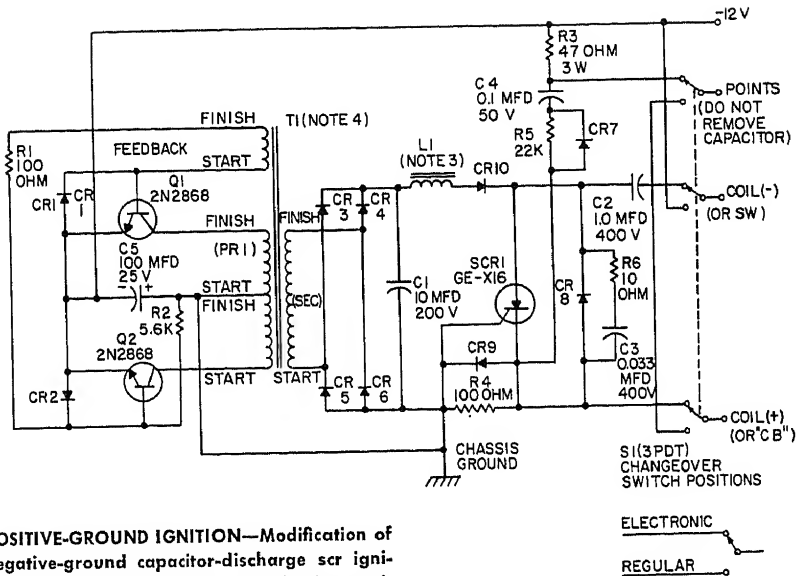 -12V
R3
47 OHM
3 W
C4
0.1 MFD
50 V
POINTS
(DO NOT
REMOVE
CAPACITOR)
FINISH
T1 (NOTE 4)
R1
100
OHM
FEEDBACK
START
R5
22K
CR7
L1
(NOTE 3)
CR10
CR1
CR
1
Q1
2N2868
COIL(-)
(OR SW)
FINISH
(PRI)
FINISH
CR
3
CR
4
C2
1.0 MFD
400 V
C5
100 MFD
25 V
- +
START
FINISH
(SEC)
C1
10 MFD
200 V
SCR1
GE-X16
CR
8
R6
10
OHM
R2
5.6K
Q2
2N2868
START
START
CR2
CR
5
CR
6
CR9
R4
100 OHM
C3
0.033
MFD
400V
COIL(+)
(OR "CB")
CHASSIS
GROUND
S1(3PDT)
CHANGEOVER
SWITCH POSITIONS
ELECTRONIC
REGULAR
OSITIVE-GROUND IGNITION—Modification of
egative-ground capacitor-discharge scr igni-